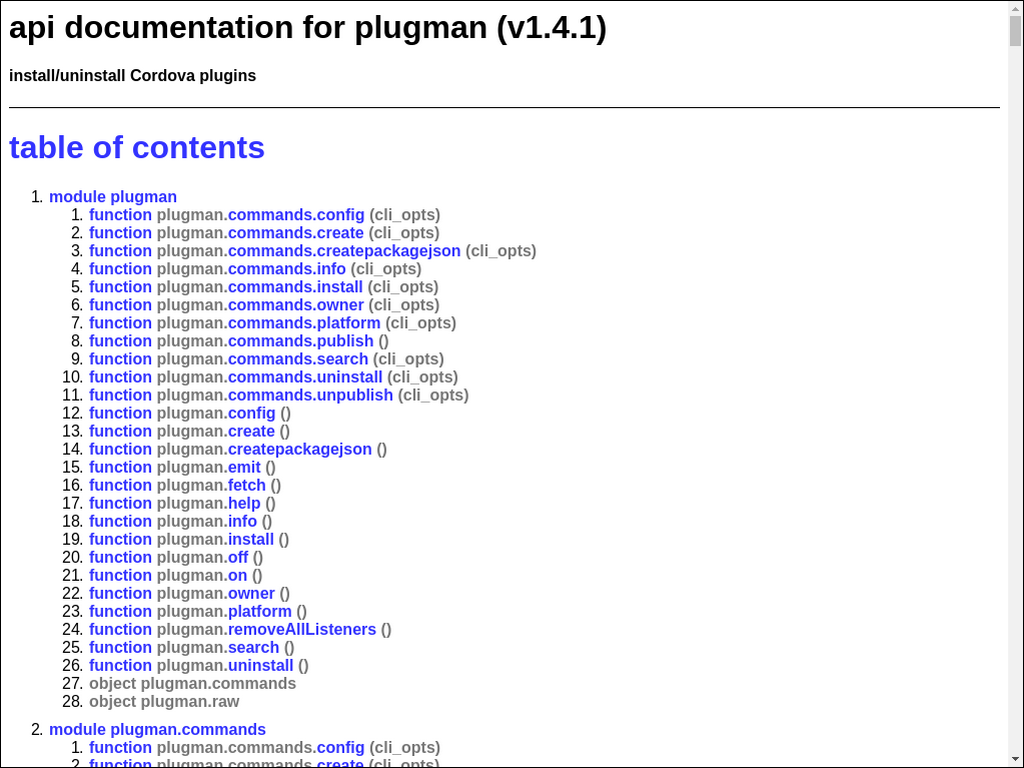 api documentation for plugman (v1.4.1)
install/uninstall Cordova plugins
table of contents
1. module plugman
1. function plugman.commands.config (cli_opts)
2. function plugman.commands.create (cli_opts)
3. function plugman.commands.createpackagejson (cli_opts)
4. function plugman.commands.info (cli_opts)
5. function plugman.commands.install (cli_opts)
6. function plugman.commands.owner (cli_opts)
7. function plugman.commands.platform (cli_opts)
8. function plugman.commands.publish ()
9. function plugman.commands.search (cli_opts)
10. function plugman.commands.uninstall (cli_opts)
11. function plugman.commands.unpublish (cli_opts)
12. function plugman.config ()
13. function plugman.create ()
14. function plugman.createpackagejson ()
15. function plugman.emit ()
16. function plugman.fetch ()
17. function plugman.help ()
18. function plugman.info ()
19. function plugman.install ()
20. function plugman.off ()
21. function plugman.on ()
22. function plugman.owner ()
23. function plugman.platform ()
24. function plugman.removeAllListeners ()
25. function plugman.search ()
26. function plugman.uninstall ()
27. object plugman.commands
28. object plugman.raw
2. module plugman.commands
1. function plugman.commands.config (cli_opts)
2. function plugman.commands.create (cli_opts)